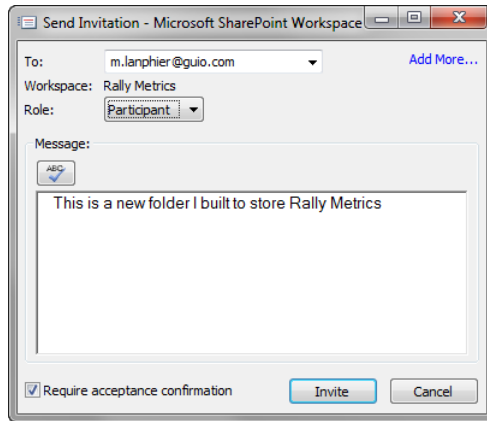 Send Invitation - Microsoft SharePoint Workspace
To: m.lanphier@guio.com Add More...
Workspace: Rally Metrics
Role: Participant
Message:
ABC
This is a new folder I built to store Rally Metrics
Require acceptance confirmation Invite Cancel